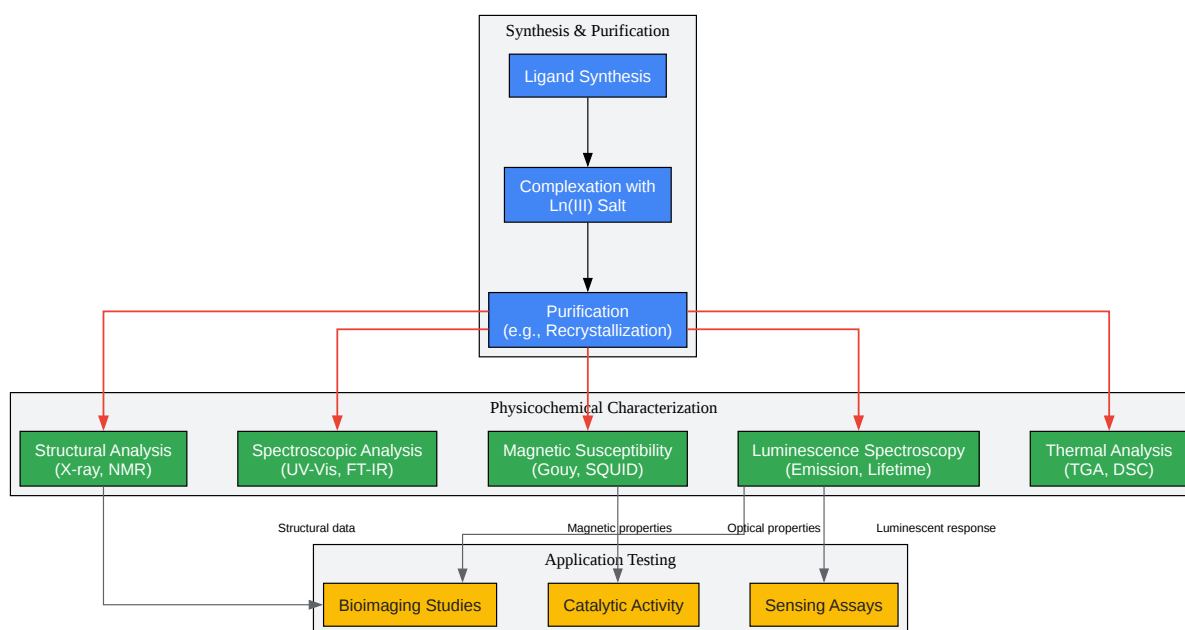 Synthesis & Purification
Ligand Synthesis
Complexation with
Ln(III) Salt
Purification
(e.g., Recrystallization)
Physicochemical Characterization
Structural Analysis
(X-ray, NMR)
Spectroscopic Analysis
(UV-Vis, FT-IR)
Magnetic Susceptibility
(Gouy, SQUID)
Luminescence Spectroscopy
(Emission, Lifetime)
Thermal Analysis
(TGA, DSC)
Structural data
Magnetic properties
Optical properties
Luminescent response
Application Testing
Bioimaging Studies
Catalytic Activity
Sensing Assays